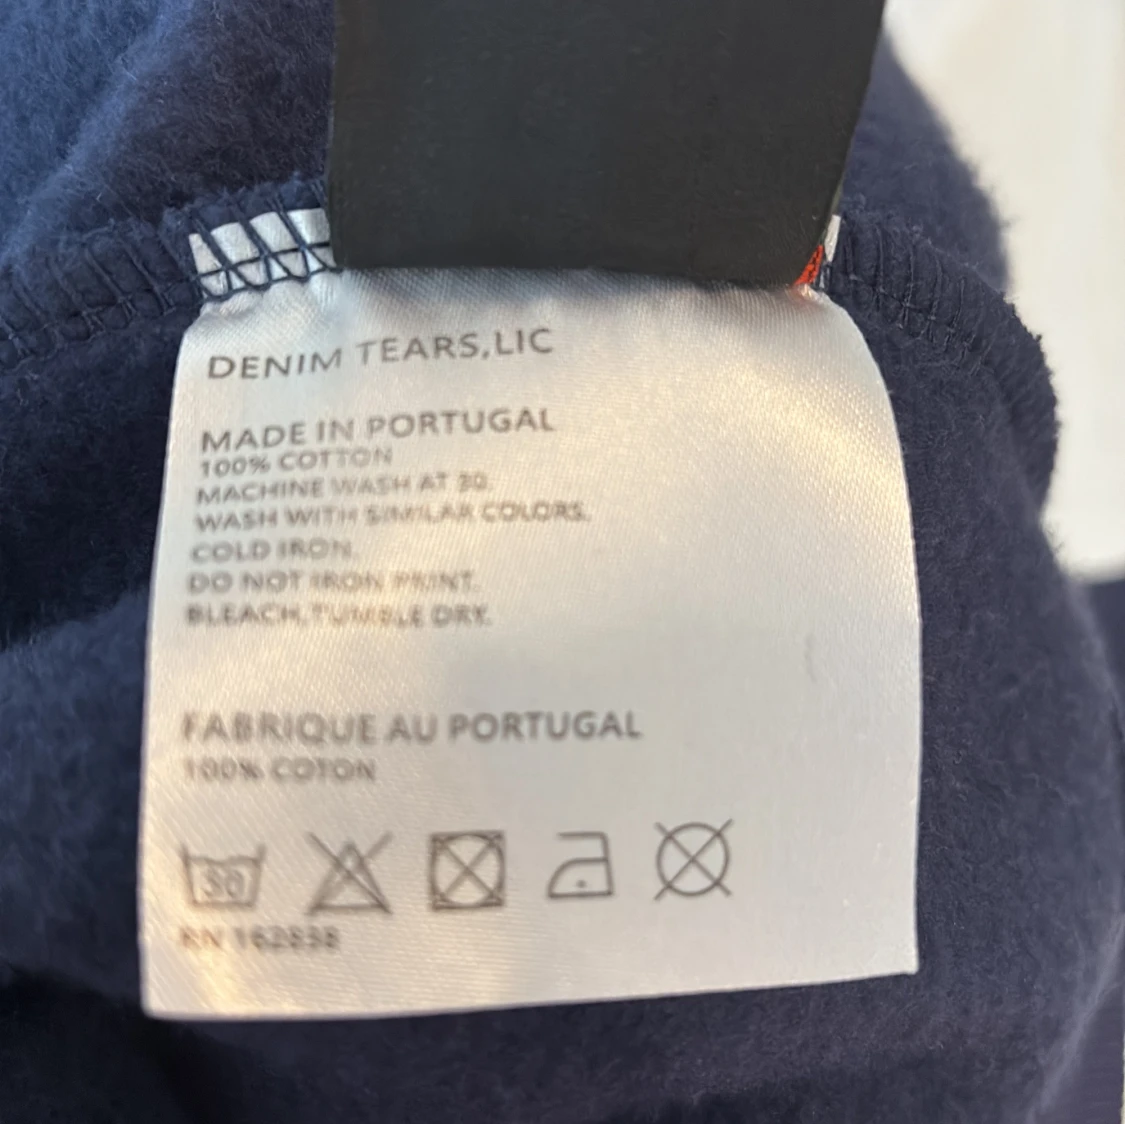 DENIM TEARS,LIC
MADE IN PORTUGAL
100% COTTON
MACHINE WASH AT 30.
WASH WITH SIMILAR COLORS.
COLD IRON.
DO NOT IRON PRINT.
BLEACH,TUMBLE DRY.
FABRIQUE AU PORTUGAL
100% COTON
30
RN 162838